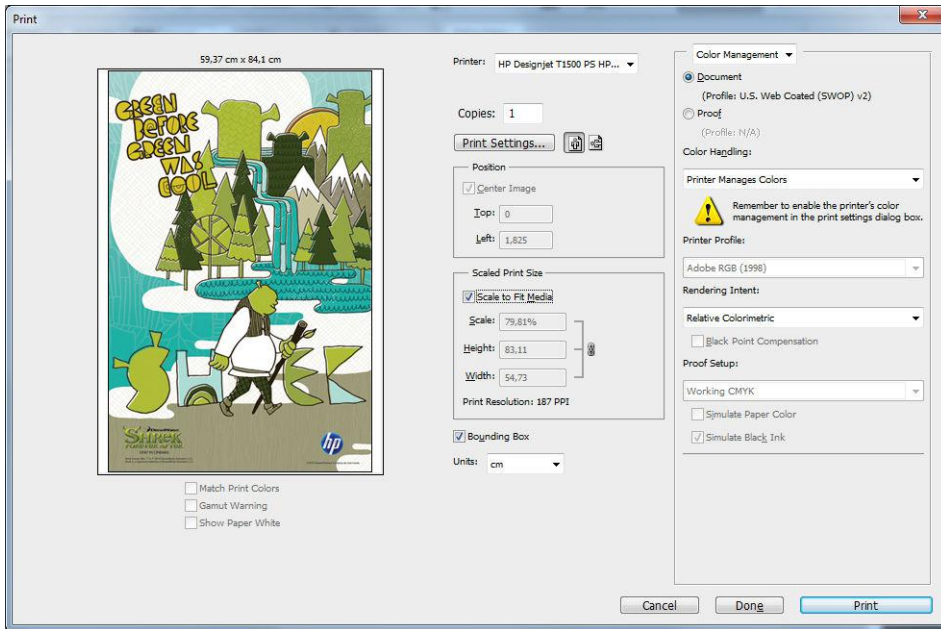 Print
59,37 cm x 84,1 cm
GREEN
BEFORE
GREEN
WAS
COOL
SHREK
SHREK
hp
Match Print Colors
Gamut Warning
Show Paper White
Printer: HP Designjet T1500 PS HP...
Copies: 1
Print Settings...
Position
Center Image
Top: 0
Left: 1,825
Scaled Print Size
Scale to Fit Media
Scale: 79,81%
Height: 83,11
Width: 54,73
Print Resolution: 187 PPI
Bounding Box
Units: cm
Color Management
Document
(Profile: U.S. Web Coated (SWOP) v2)
Proof
(Profile: N/A)
Color Handling:
Printer Manages Colors
Remember to enable the printer's color
management in the print settings dialog box.
Printer Profile:
Adobe RGB (1998)
Rendering Intent:
Relative Colorimetric
Black Point Compensation
Proof Setup:
Working CMYK
Simulate Paper Color
Simulate Black Ink
Cancel
Done
Print